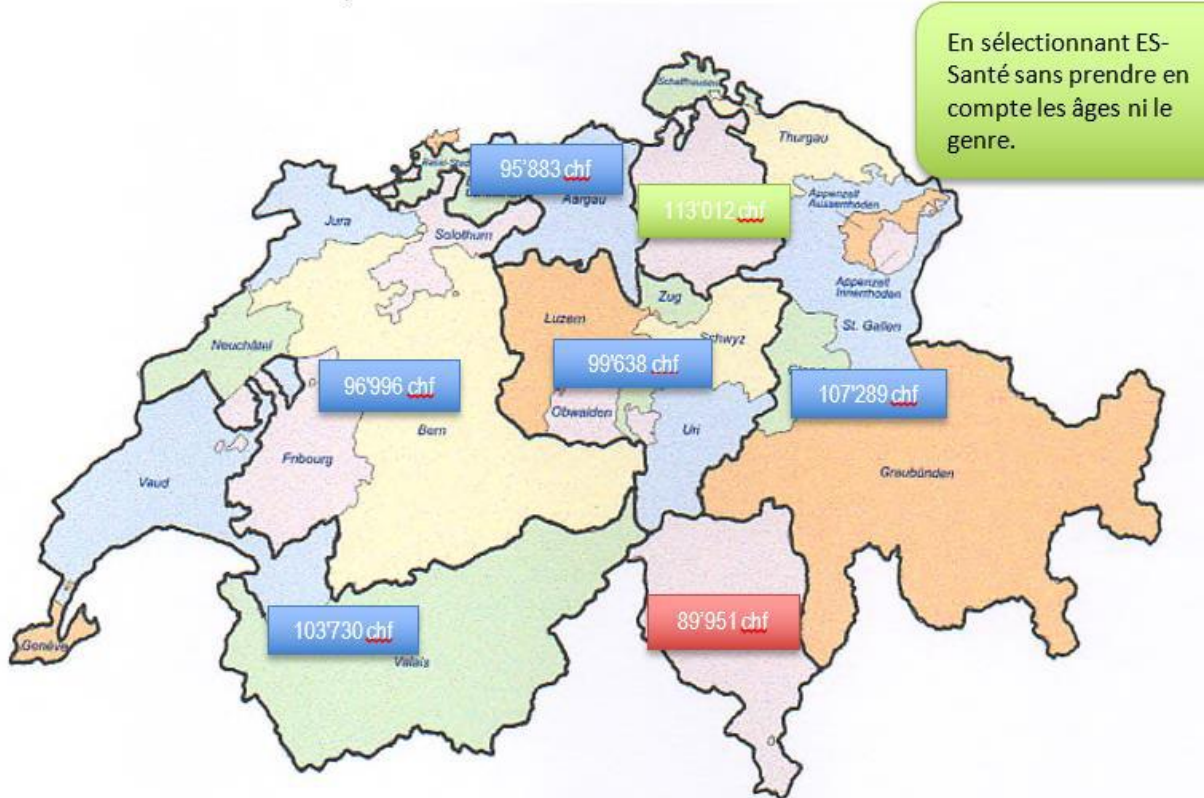 En sélectionnant ES-
Santé sans prendre en
compte les âges ni le
genre.
Schaffhausen
Thurgau
95'883 chf
Aargau
113'012 chf
Appenzell
Ausserrhoden
Jura
Solothurn
Appenzell
Innerrhoden
Zug
Luzern
St. Gallen
Schwyz
Neuchâtel
99'638 chf
96'996 chf
107'289 chf
Obwalden
Bern
Uri
Fribourg
Graubünden
Vaud
89'951 chf
103'730 chf
Genève
Valais